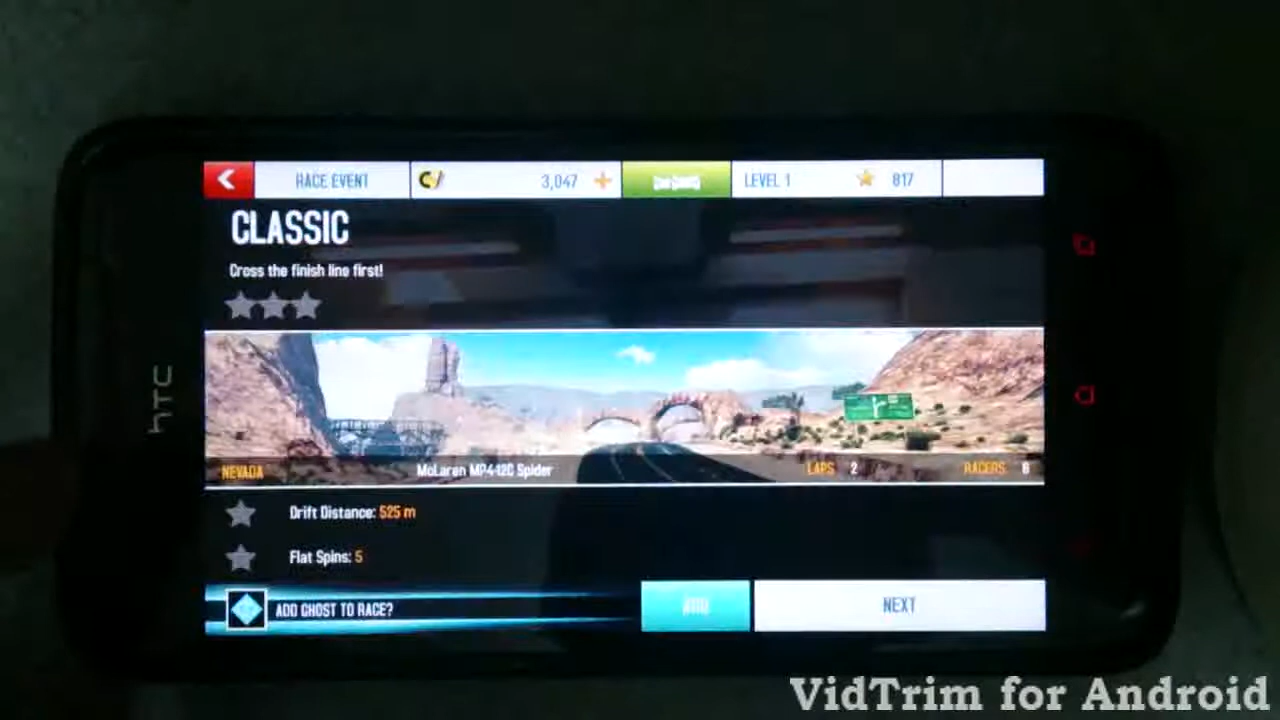 RACE EVENT
3,047
LEVEL 1
817
CLASSIC
Cross the finish line first!
NEVADA
McLaren MP4-12C Spider
LAPS 2
RACERS 6
Drift Distance: 525 m
Flat Spins: 5
ADD GHOST TO RACE?
NEXT
hTC
VidTrim for Android